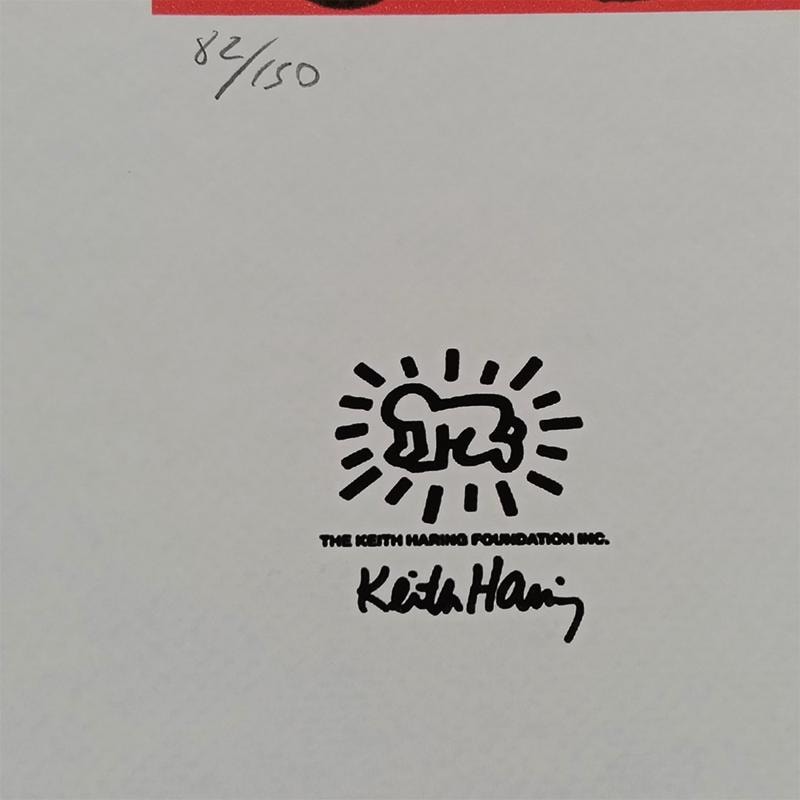 82/150
THE KEITH HARING FOUNDATION INC.
Keith Haring